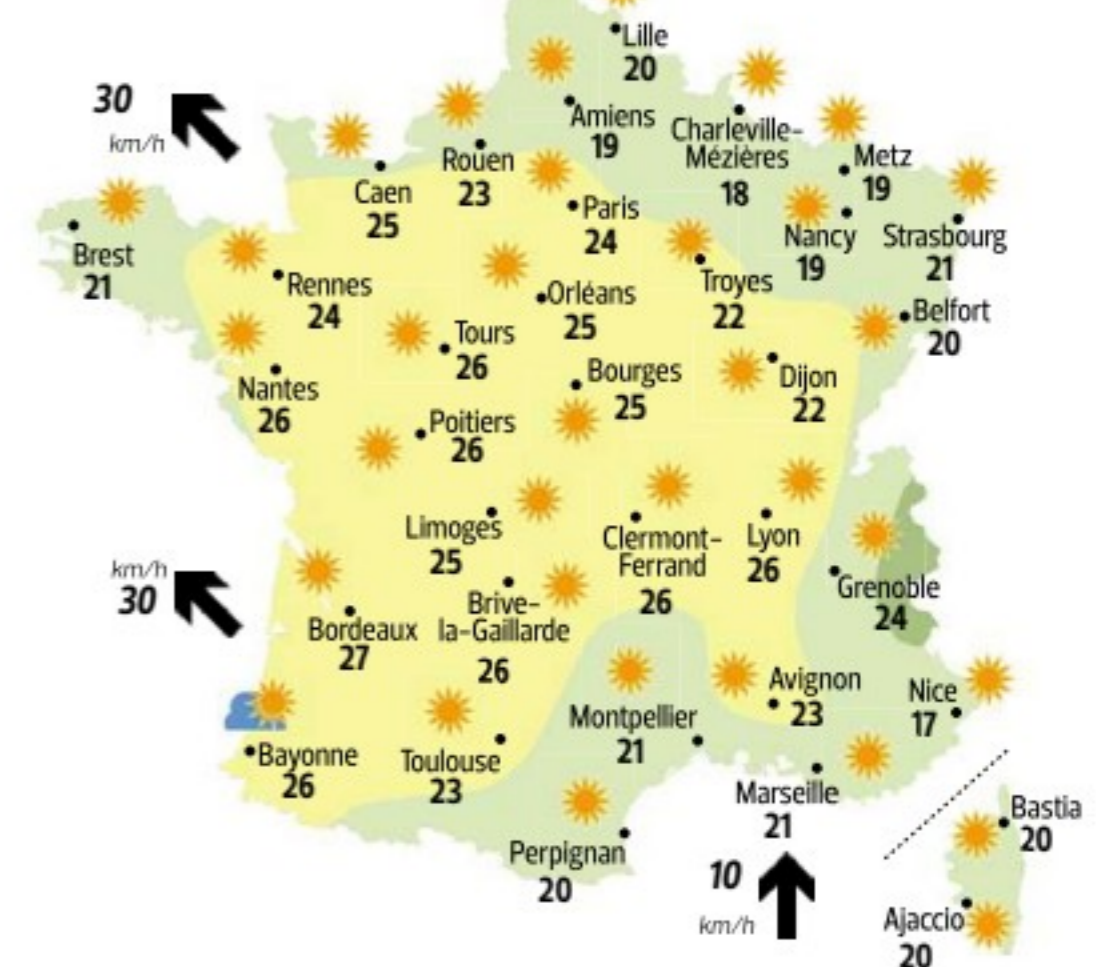 Lille
20
30
km/h
Amiens
19
Charleville-
Mézières
18
Rouen
23
Metz
19
Caen
25
Paris
24
Nancy
19
Strasbourg
21
Brest
21
Rennes
24
Orléans
25
Troyes
22
Belfort
20
Tours
26
Nantes
26
Bourges
25
Dijon
22
Poitiers
26
Limoges
25
Clermont-
Ferrand
26
Lyon
26
km/h
30
Grenoble
24
Brive-
la-Gaillarde
26
Bordeaux
27
Avignon
23
Nice
17
Montpellier
21
Bayonne
26
Toulouse
23
Marseille
21
Bastia
20
Perpignan
20
10
km/h
Ajaccio
20